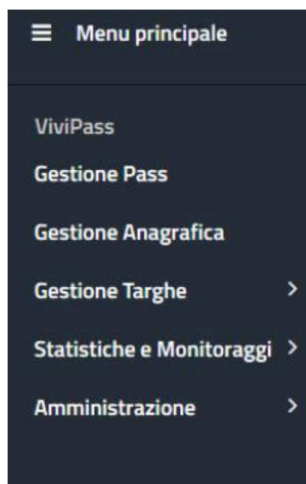 Menu principale
ViviPass
Gestione Pass
Gestione Anagrafica
Gestione Targhe
Statistiche e Monitoraggi
Amministrazione